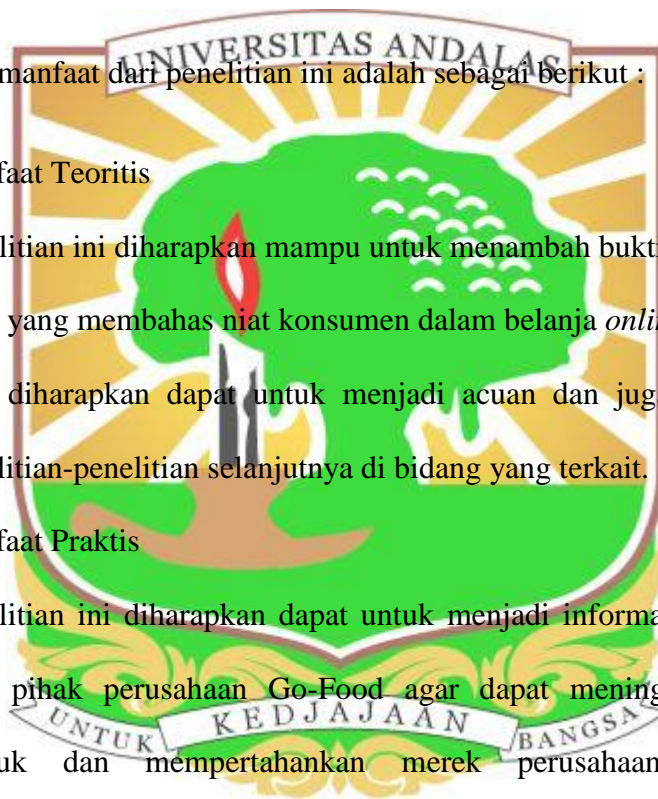 UNIVERSITAS ANDALAS
manfaat dari penelitian ini adalah sebagai berikut :
faat Teoritis
litian ini diharapkan mampu untuk menambah bukti
yang membahas niat konsumen dalam belanja onlin
diharapkan dapat untuk menjadi acuan dan jug
litian-penelitian selanjutnya di bidang yang terkait.
faat Praktis
litian ini diharapkan dapat untuk menjadi informa
pihak perusahaan Go-Food agar dapat mening
UNTUK KEDJAJAAN BANGSA
uk dan mempertahankan merek perusahaan